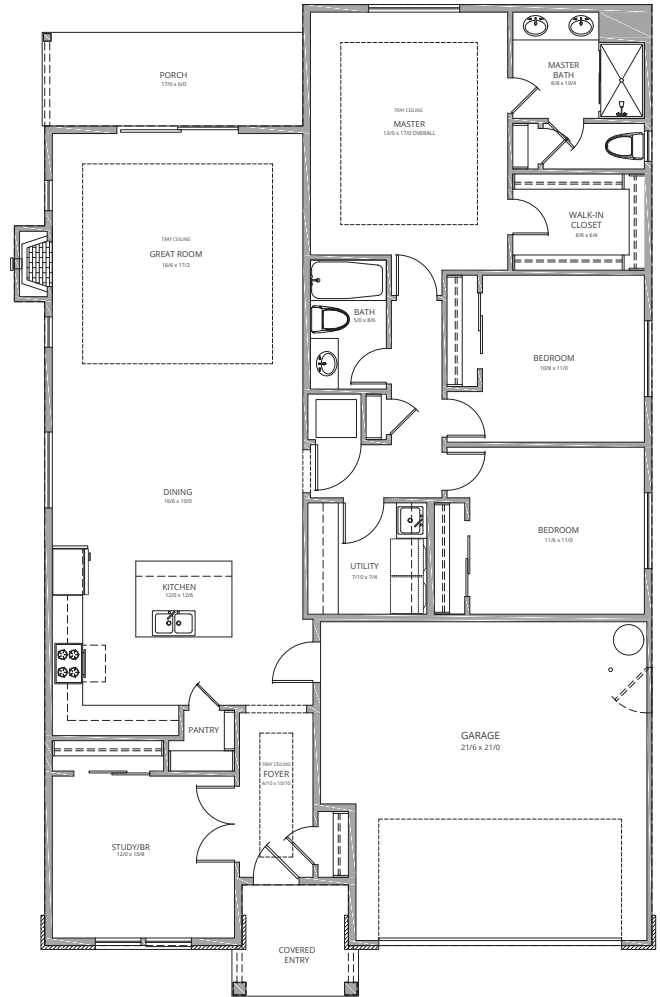 PORCH
17/0 x 6/0
TRAY CEILING
MASTER
13/0 x 17/0 OVERALL
MASTER
BATH
8/8 x 10/4
WALK-IN
CLOSET
8/8 x 6/4
TRAY CEILING
GREAT ROOM
16/6 x 17/2
BATH
5/0 x 8/6
BEDROOM
10/8 x 11/0
DINING
16/6 x 10/0
BEDROOM
11/6 x 11/0
UTILITY
7/10 x 7/4
KITCHEN
12/0 x 12/6
PANTRY
GARAGE
21/6 x 21/0
TRAY CEILING
FOYER
6/10 x 10/10
STUDY/BR
12/0 x 10/8
COVERED
ENTRY